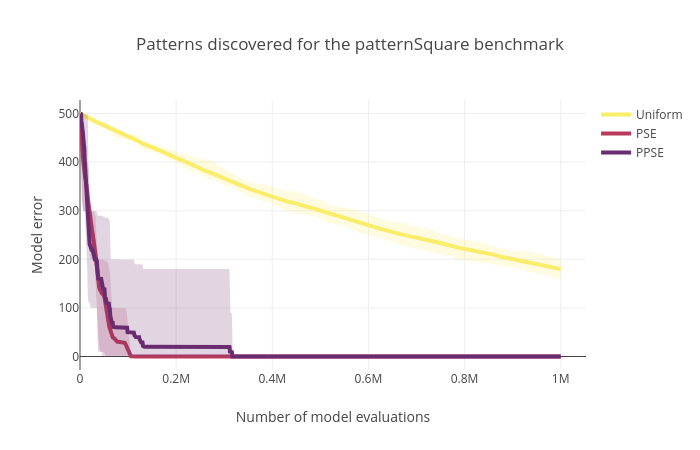 Patterns discovered for the patternSquare benchmark
500
400
300
200
100
0
Model error
0
0.2M
0.4M
0.6M
0.8M
1M
Number of model evaluations
Uniform
PSE
PPSE